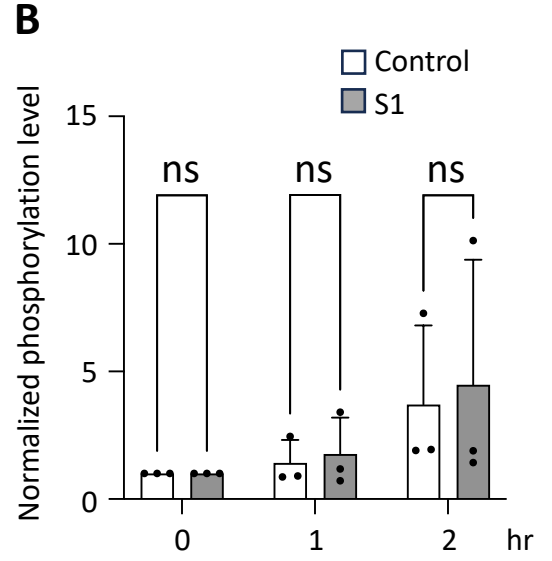 B
Control
S1
Normalized phosphorylation level
15
10
5
0
ns
ns
ns
0
1
2
hr